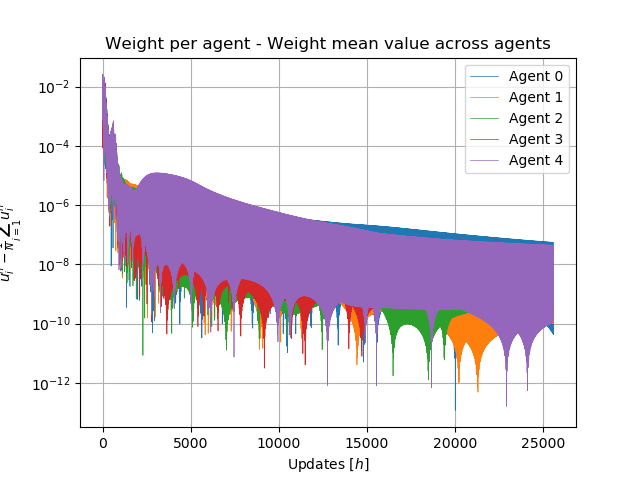 Weight per agent - Weight mean value across agents
Agent 0
Agent 1
Agent 2
Agent 3
Agent 4
10⁻²
10⁻⁴
10⁻⁶
10⁻⁸
10⁻¹⁰
10⁻¹²
0 5000 10000 15000 20000 25000
Updates [h]